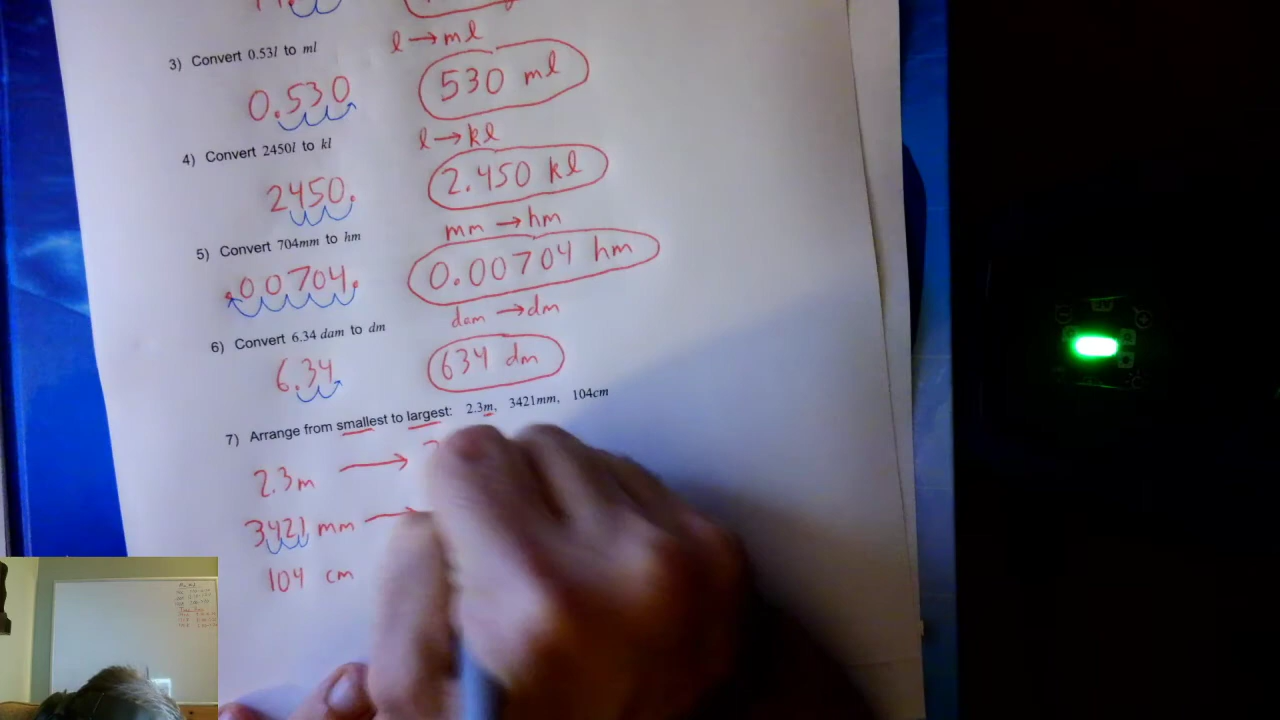 l → ml
3) Convert 0.53l to ml
0.530
530 ml
l → kl
4) Convert 2450l to kl
2450.
2.450 kl
mm → hm
5) Convert 704mm to hm
.00704.
0.00704 hm
dam → dm
6) Convert 6.34 dam to dm
6.34
634 dm
7) Arrange from smallest to largest: 2.3m, 3421mm, 104cm
2.3m →
3421 mm →
104 cm